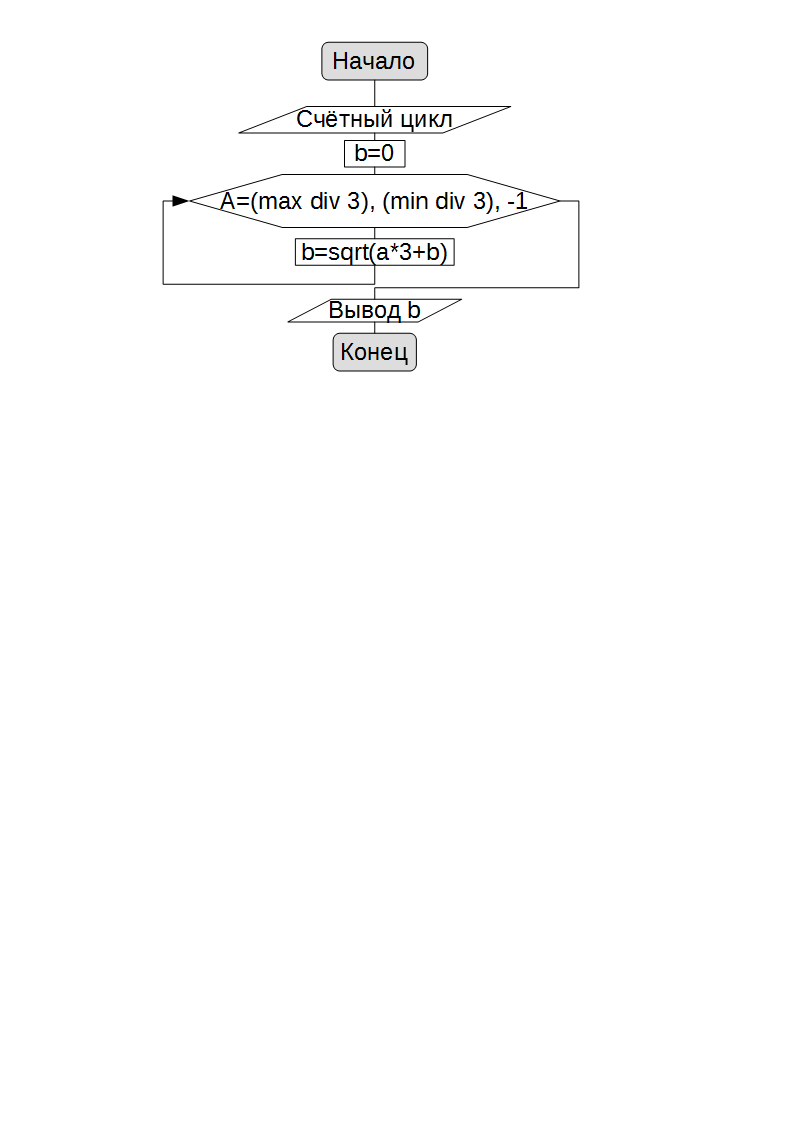 Начало
Счётный цикл
b=0
A=(max div 3), (min div 3), -1
b=sqrt(a*3+b)
Вывод b
Конец